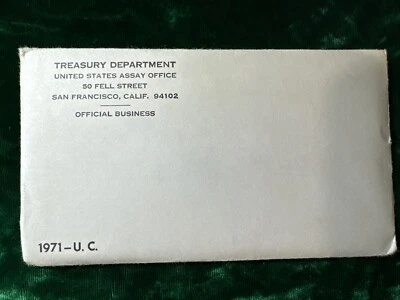 TREASURY DEPARTMENT
UNITED STATES ASSAY OFFICE
50 FELL STREET
SAN FRANCISCO, CALIF. 94102
OFFICIAL BUSINESS
1971-U.C.